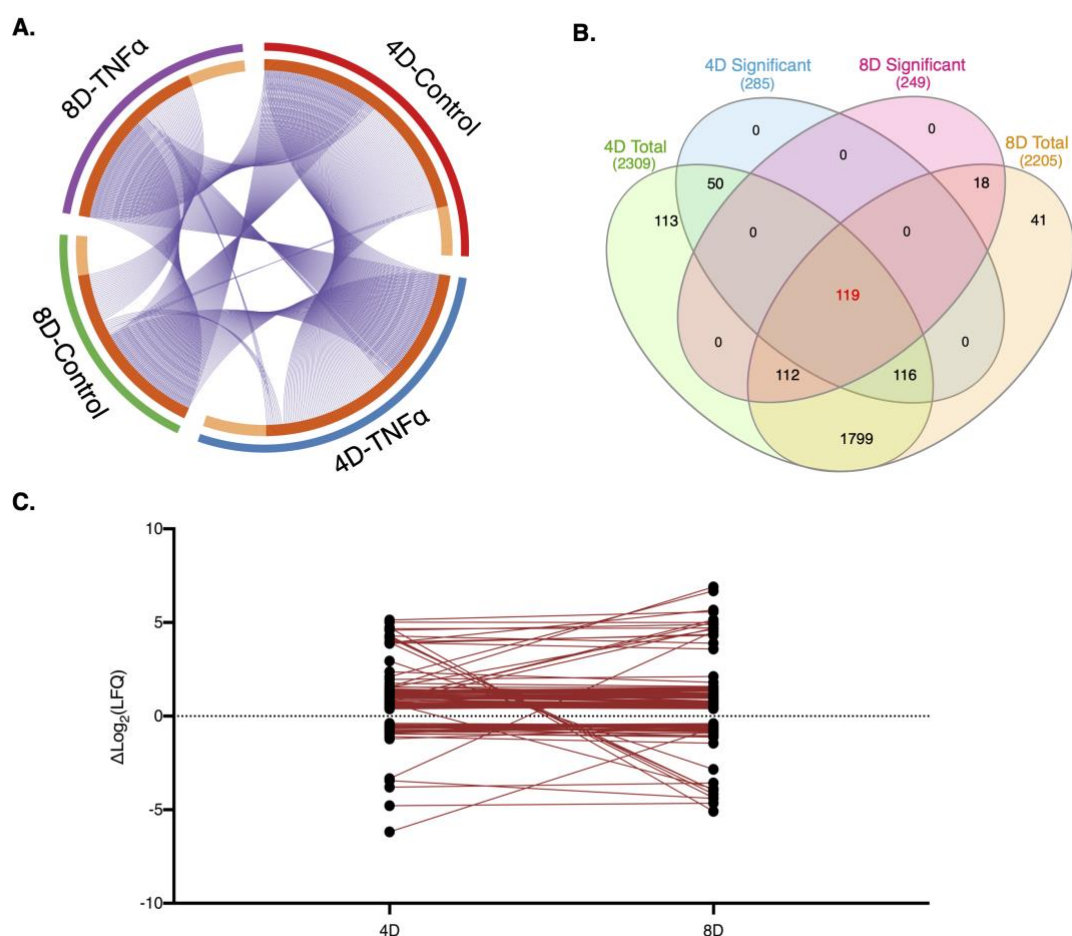 A.
8D-TNFα
4D-Control
8D-Control
4D-TNFα
B.
4D Significant
(285)
8D Significant
(249)
4D Total
(2309)
8D Total
(2205)
0
0
0
50
18
113
41
0
0
119
0
0
112
116
1799
C.
10
5
0
-5
-10
ΔLog2(LFQ)
4D
8D